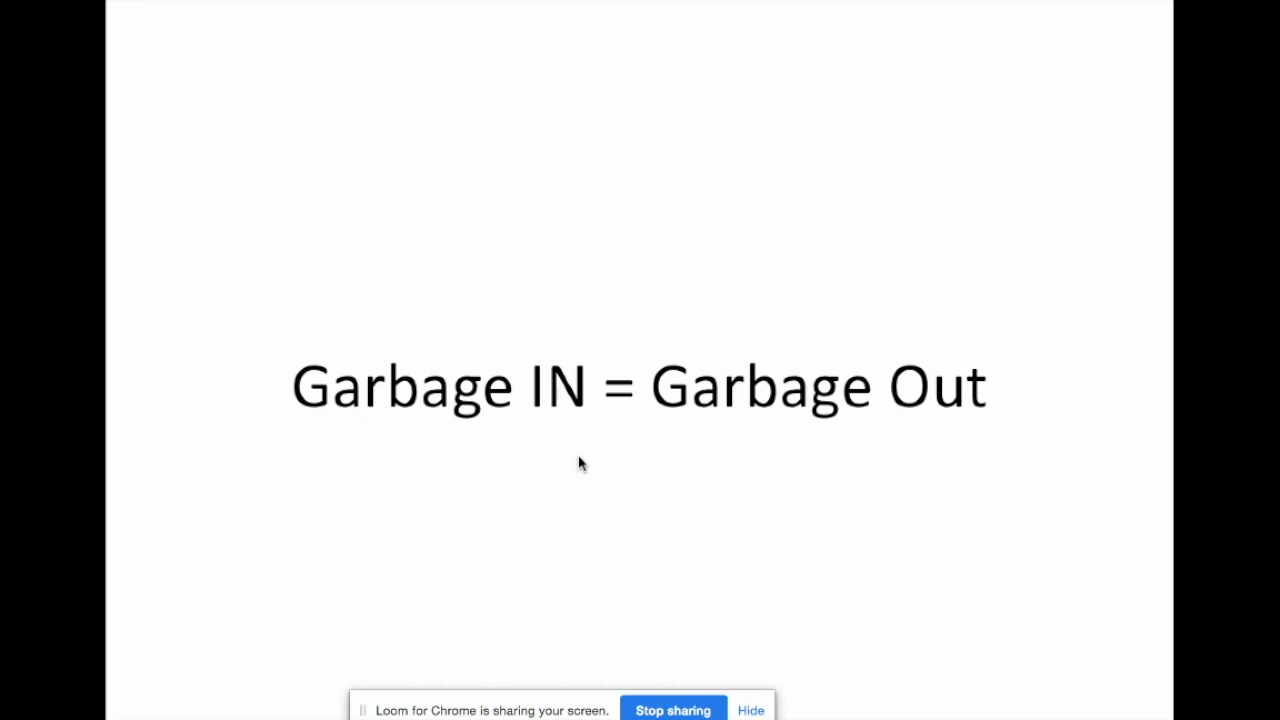 Garbage IN = Garbage Out
Loom for Chrome is sharing your screen. Stop sharing Hide